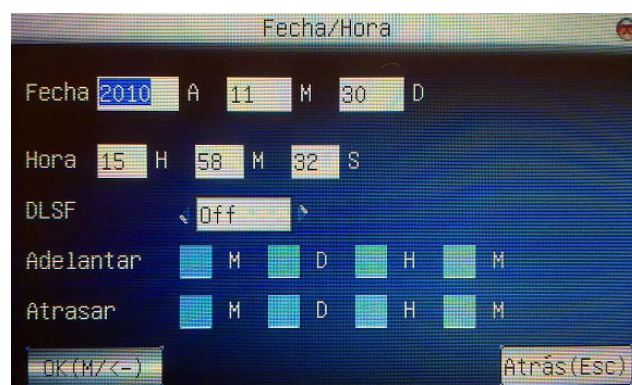 Fecha/Hora
Fecha 2010 A 11 M 30 D
Hora 15 H 58 M 32 S
DLSF Off
Adelantar M D H M
Atrasar M D H M
OK(M/<-) Atrás(Esc)